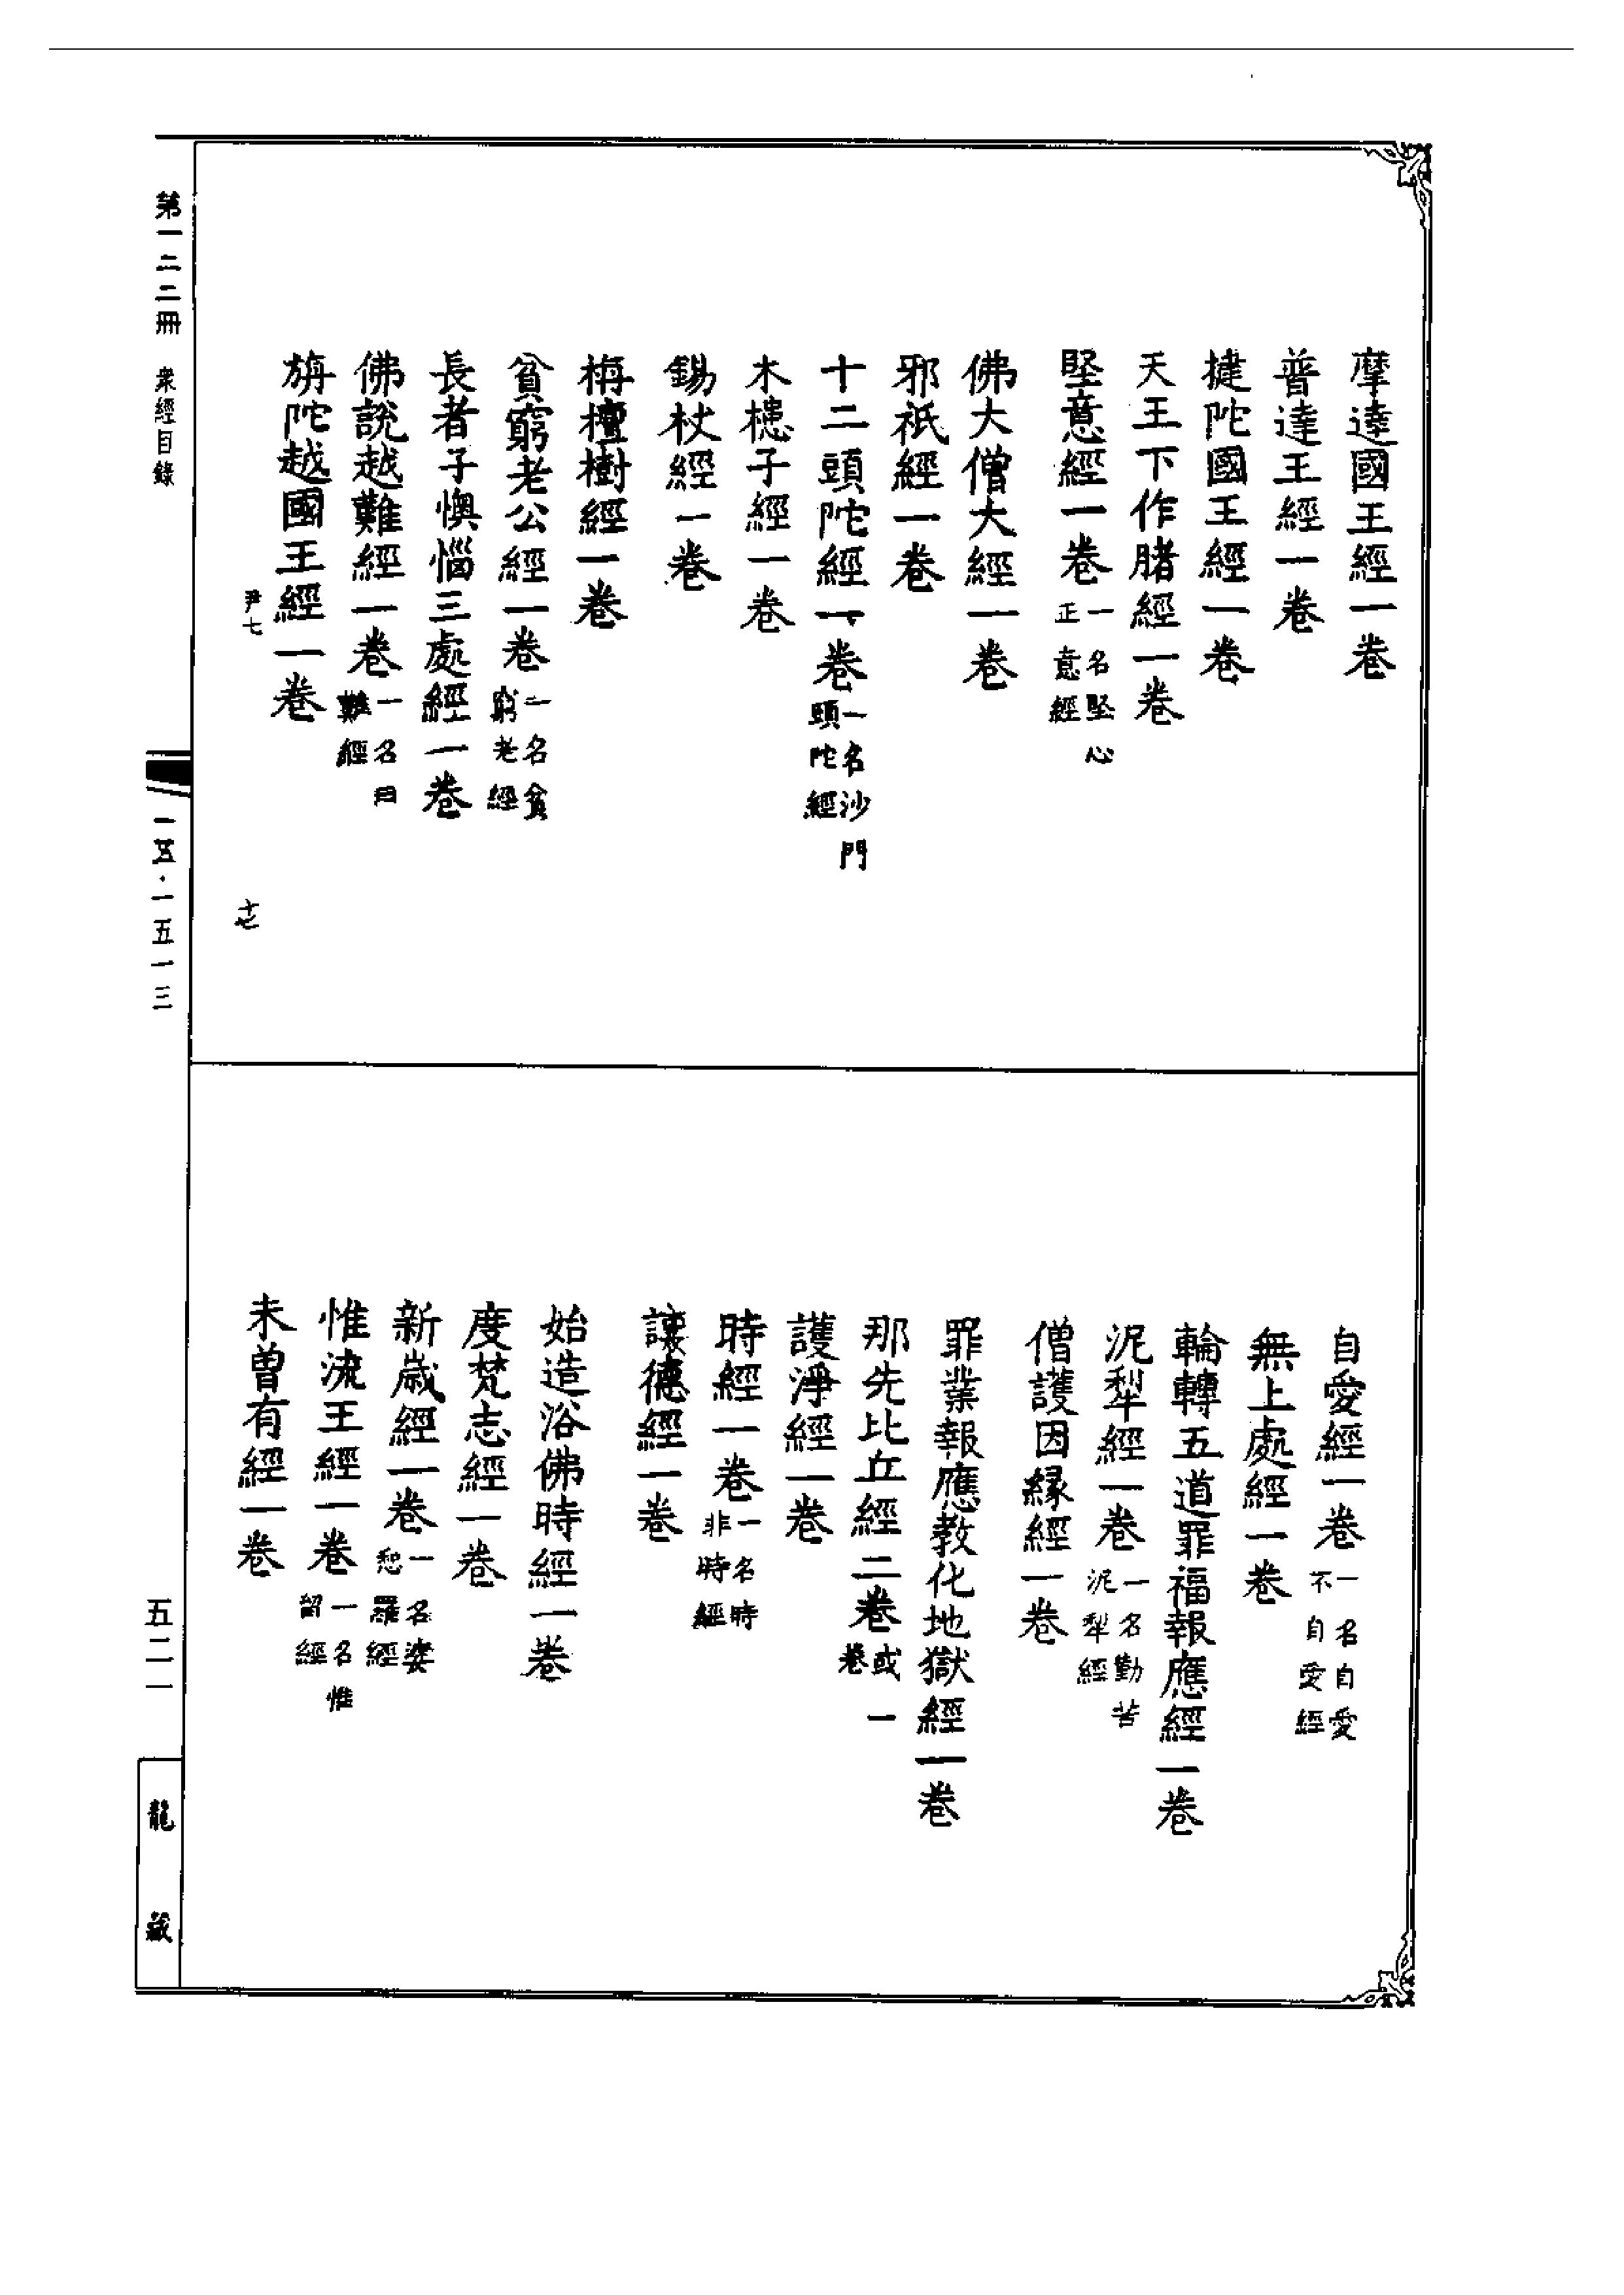 摩達國王經一卷
普達王經一卷
揵陀國王經一卷
天王下作䐗經一卷
堅意經一卷一名堅心正意經
佛大僧大經一卷
邪祇經一卷
十二頭陀經一卷一名沙門頭陀經
木槵子經一卷
錫杖經一卷
栴檀樹經一卷
貧窮老公經一卷一名貧窮老經
長者子懊惱三處經一卷
佛說越難經一卷一名曰難經
旃陀越國王經一卷
尹七
十七
自愛經一卷一名自愛不自愛經
無上處經一卷
輪轉五道罪福報應經一卷
泥犁經一卷一名勤苦泥犁經
僧護因緣經一卷
罪業報應教化地獄經一卷
那先比丘經二卷或一卷
護淨經一卷
時經一卷一名時非時經
讓德經一卷
始造浴佛時經一卷
度梵志經一卷
新歲經一卷一名婆恕羅經
惟流王經一卷一名惟留經
未曾有經一卷
第一二二冊 衆經目錄
一五五·一五一三
五二一
龍藏